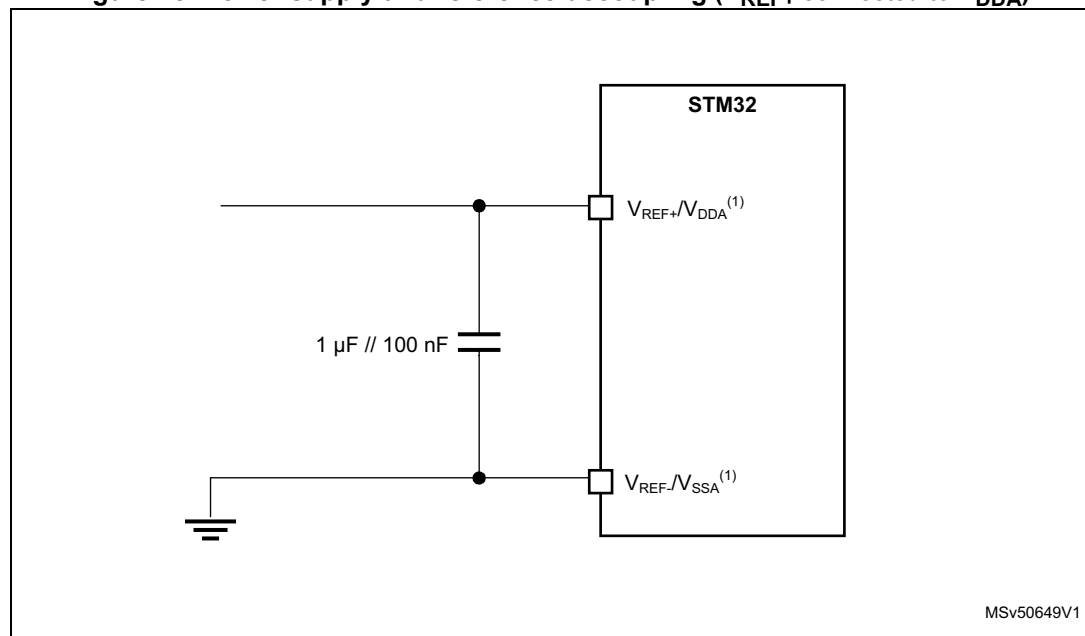 STM32
V_REF+/V_DDA^(1)
1 µF // 100 nF
V_REF-/V_SSA^(1)
MSv50649V1